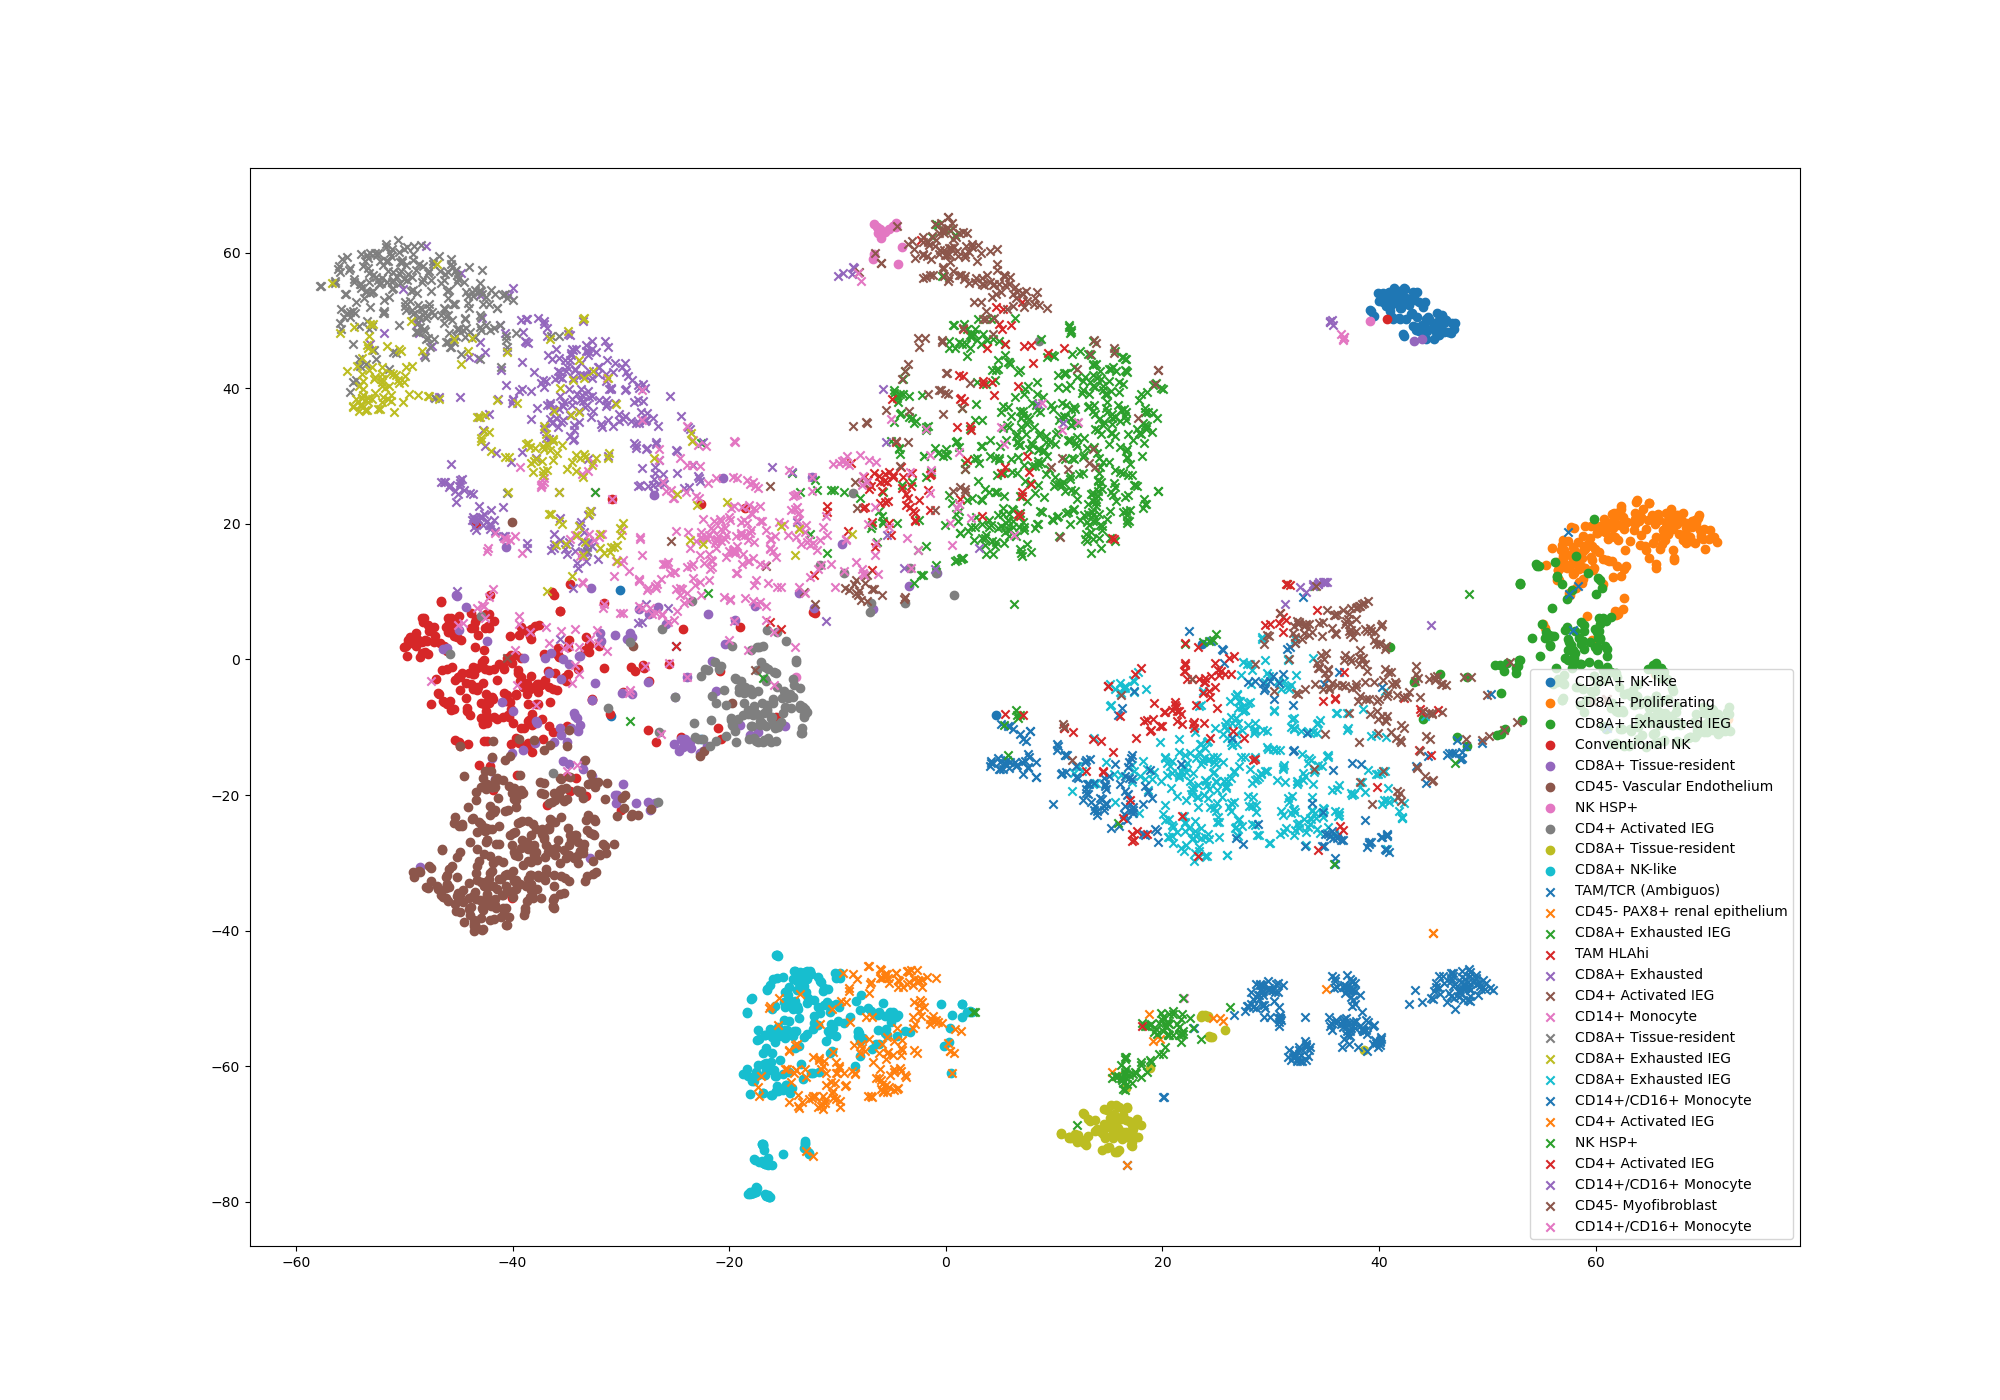 60
40
20
0
−20
−40
−60
−80
−60
−40
−20
0
20
40
60
CD8A+ NK-like
CD8A+ Proliferating
CD8A+ Exhausted IEG
Conventional NK
CD8A+ Tissue-resident
CD45- Vascular Endothelium
NK HSP+
CD4+ Activated IEG
CD8A+ Tissue-resident
CD8A+ NK-like
TAM/TCR (Ambiguos)
CD45- PAX8+ renal epithelium
CD8A+ Exhausted IEG
TAM HLAhi
CD8A+ Exhausted
CD4+ Activated IEG
CD14+ Monocyte
CD8A+ Tissue-resident
CD8A+ Exhausted IEG
CD8A+ Exhausted IEG
CD14+/CD16+ Monocyte
CD4+ Activated IEG
NK HSP+
CD4+ Activated IEG
CD14+/CD16+ Monocyte
CD45- Myofibroblast
CD14+/CD16+ Monocyte